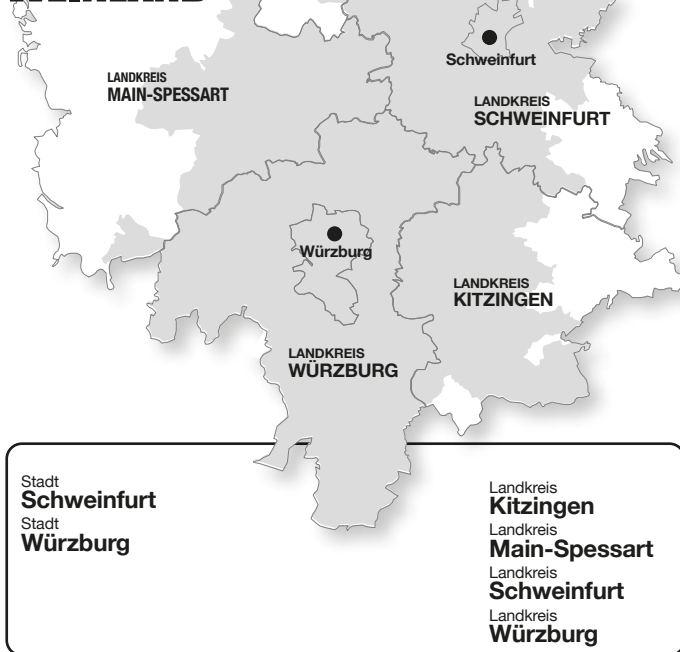 Schweinfurt
LANDKREIS
MAIN-SPESSART
LANDKREIS
SCHWEINFURT
Würzburg
LANDKREIS
KITZINGEN
LANDKREIS
WÜRZBURG
Stadt
Schweinfurt
Stadt
Würzburg
Landkreis
Kitzingen
Landkreis
Main-Spessart
Landkreis
Schweinfurt
Landkreis
Würzburg